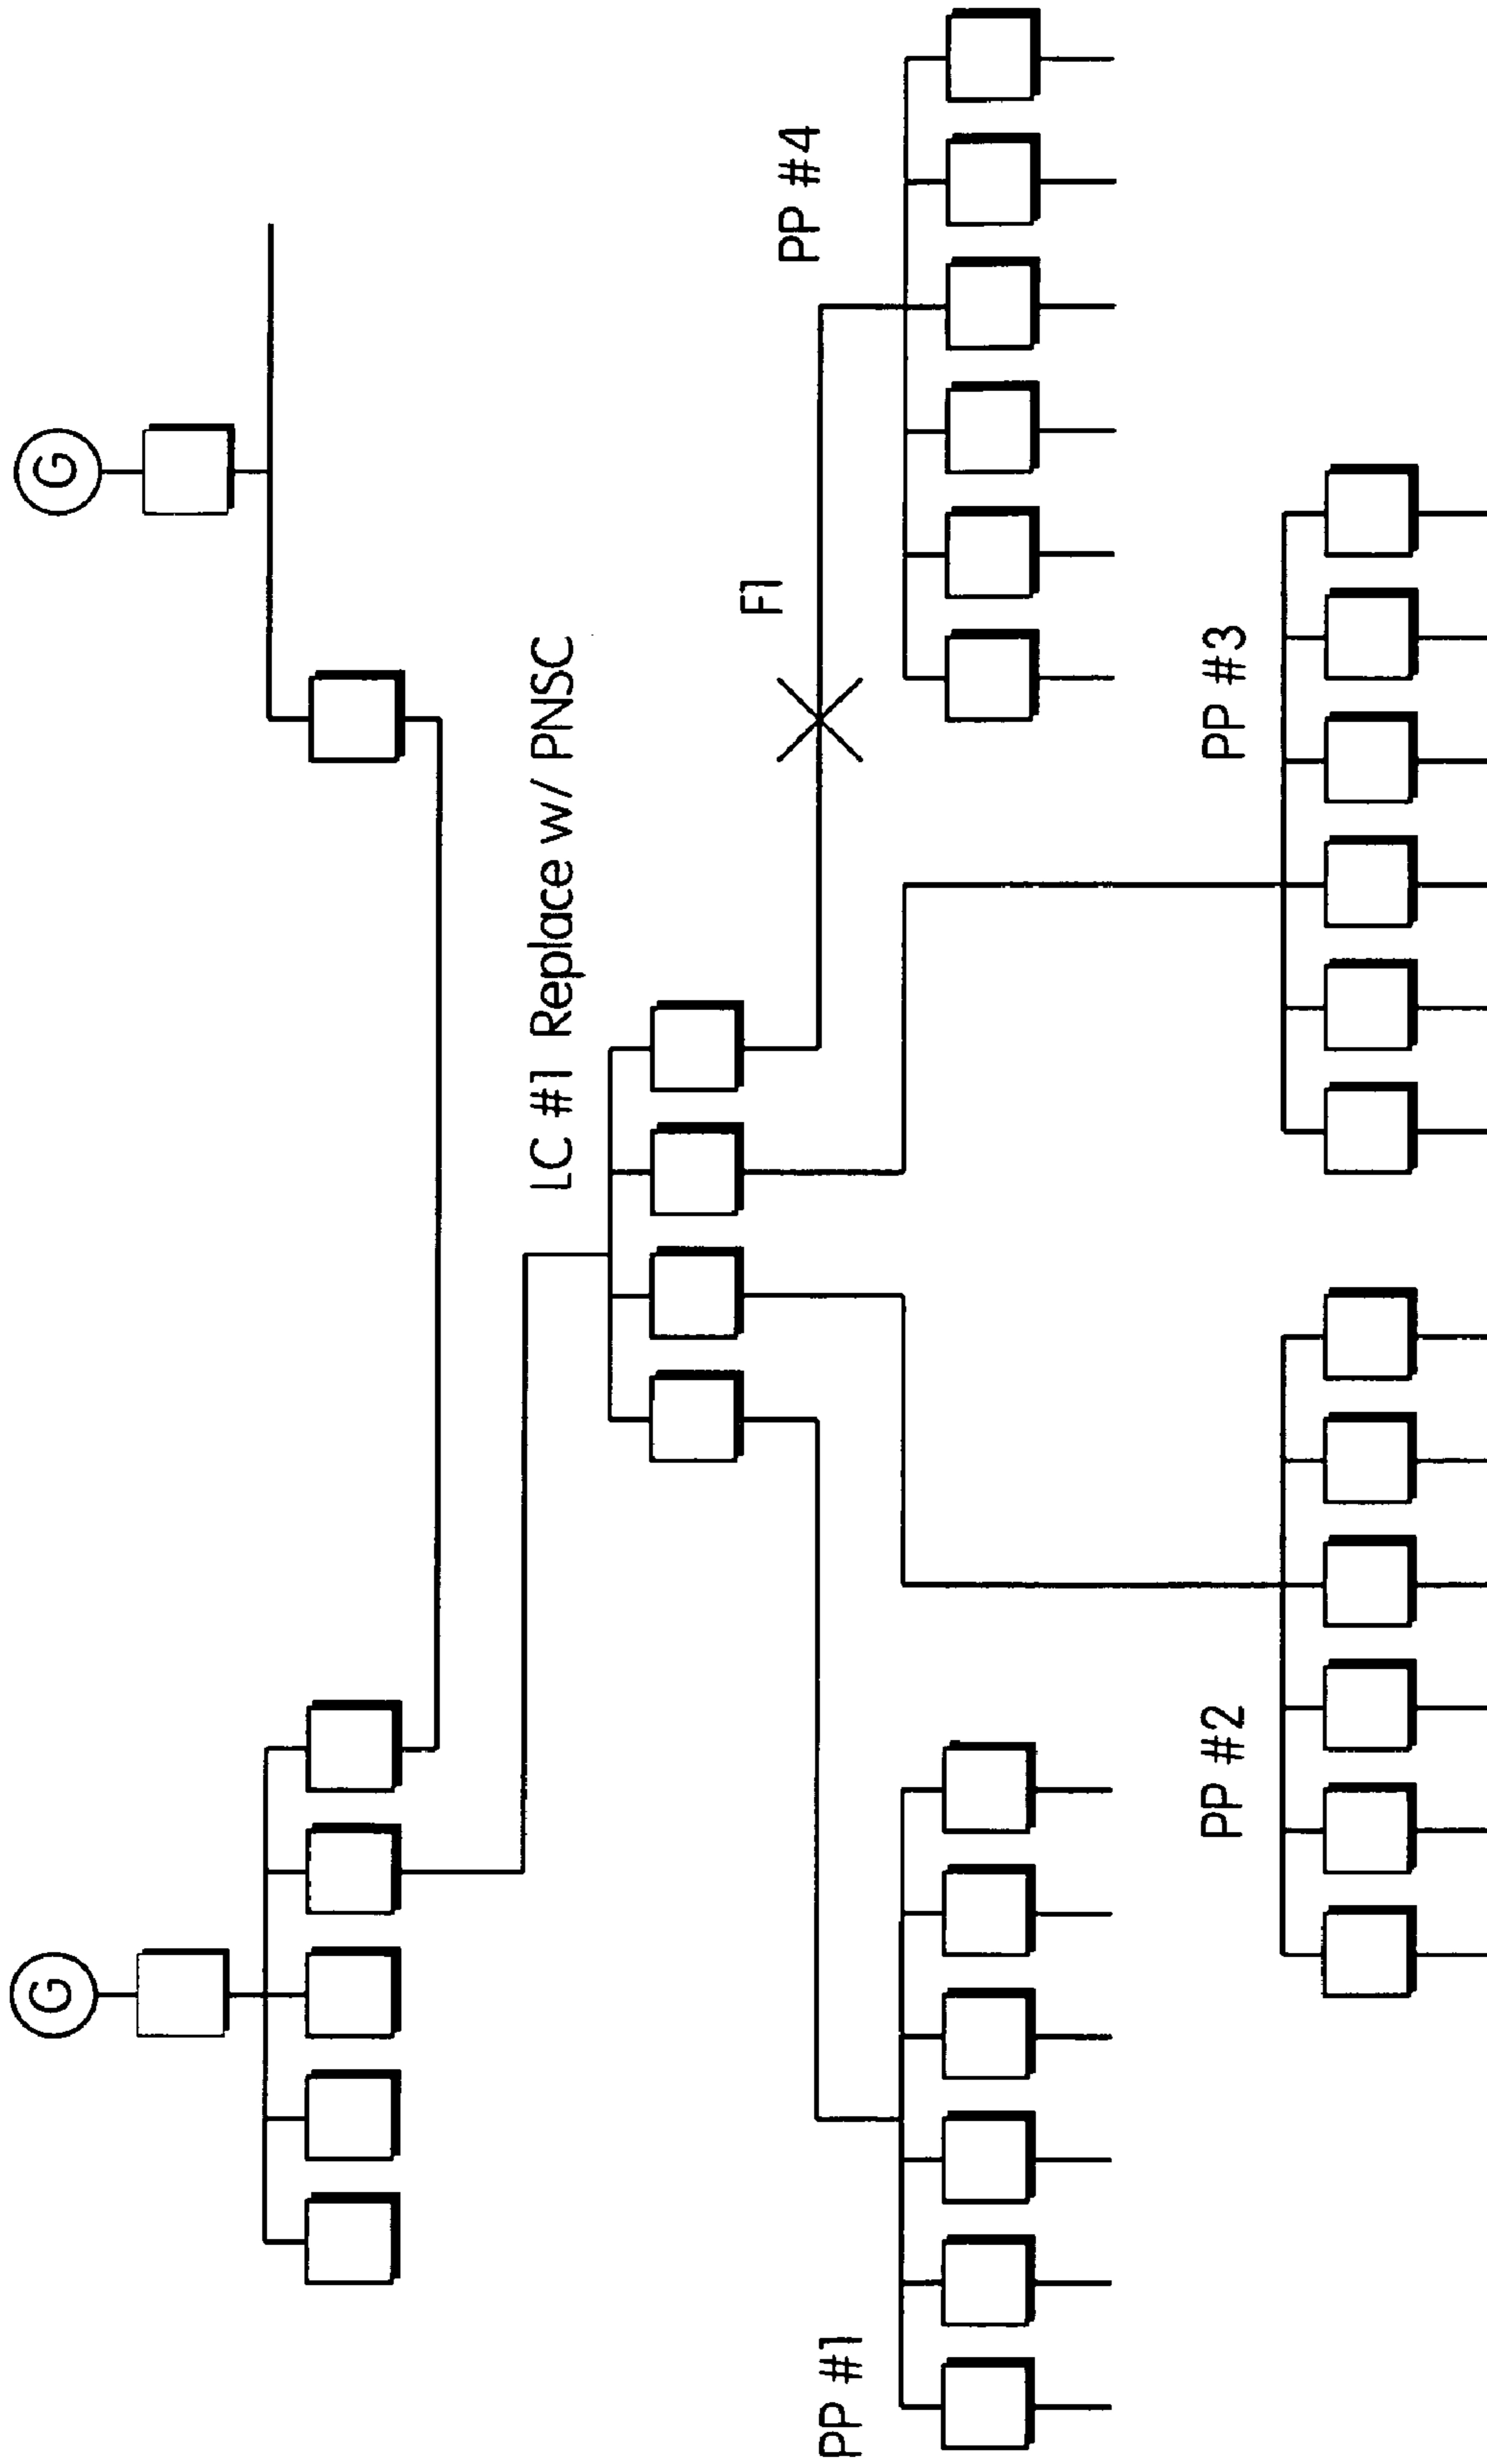 G
G
LC #1 Replace w/ PNSC
F1
PP #1
PP #4
PP #2
PP #3